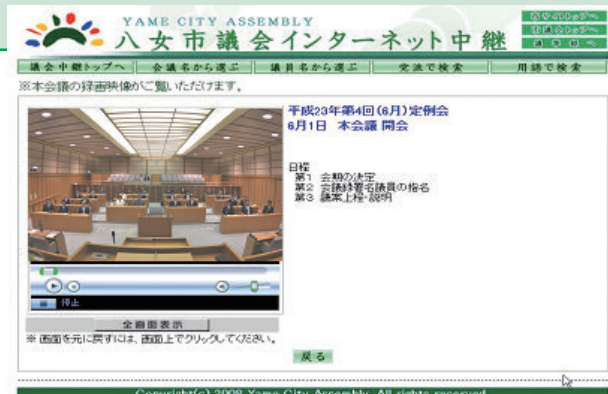 YAME CITY ASSEMBLY
八女市議会インターネット中継
議会中継トップへ 会議名から選ぶ 議員名から選ぶ 発議で検索 用語で検索
※本会議の録画映像がご覧いただけます。
平成23年第4回(6月)定例会
6月1日 本会議 開会
日程
第1 会期の決定
第2 会議録署名議員の指名
第3 議案上程・説明
停止
全画面表示
※ 画面を元に戻すには、画面上でクリックしてください。
戻る
Copyright(c) 2008 Yame City Assembly. All rights reserved.